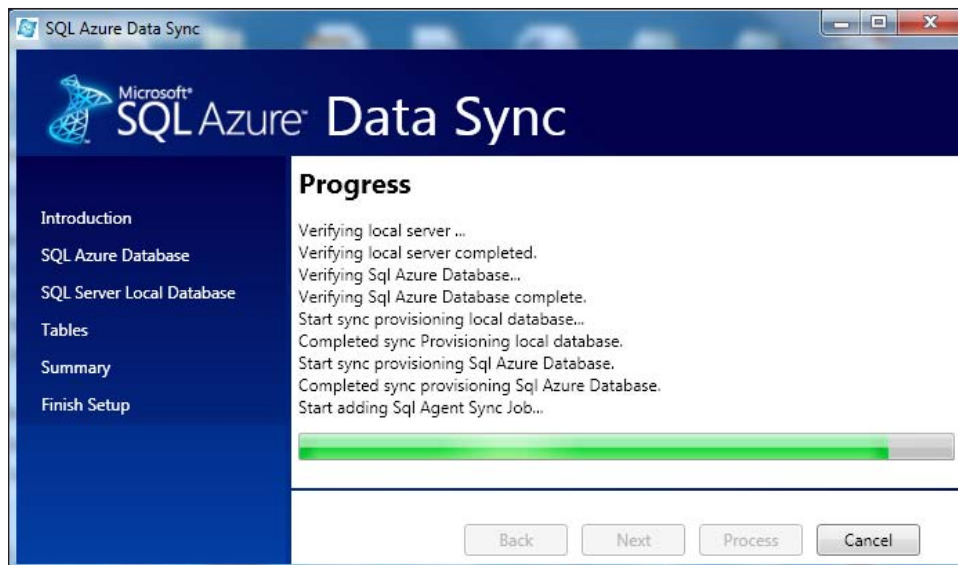 SQL Azure Data Sync
Microsoft®
SQL Azure™ Data Sync
Introduction
SQL Azure Database
SQL Server Local Database
Tables
Summary
Finish Setup
Progress
Verifying local server ...
Verifying local server completed.
Verifying Sql Azure Database...
Verifying Sql Azure Database complete.
Start sync provisioning local database...
Completed sync Provisioning local database.
Start sync provisioning Sql Azure Database.
Completed sync provisioning Sql Azure Database.
Start adding Sql Agent Sync Job...
Back Next Process Cancel